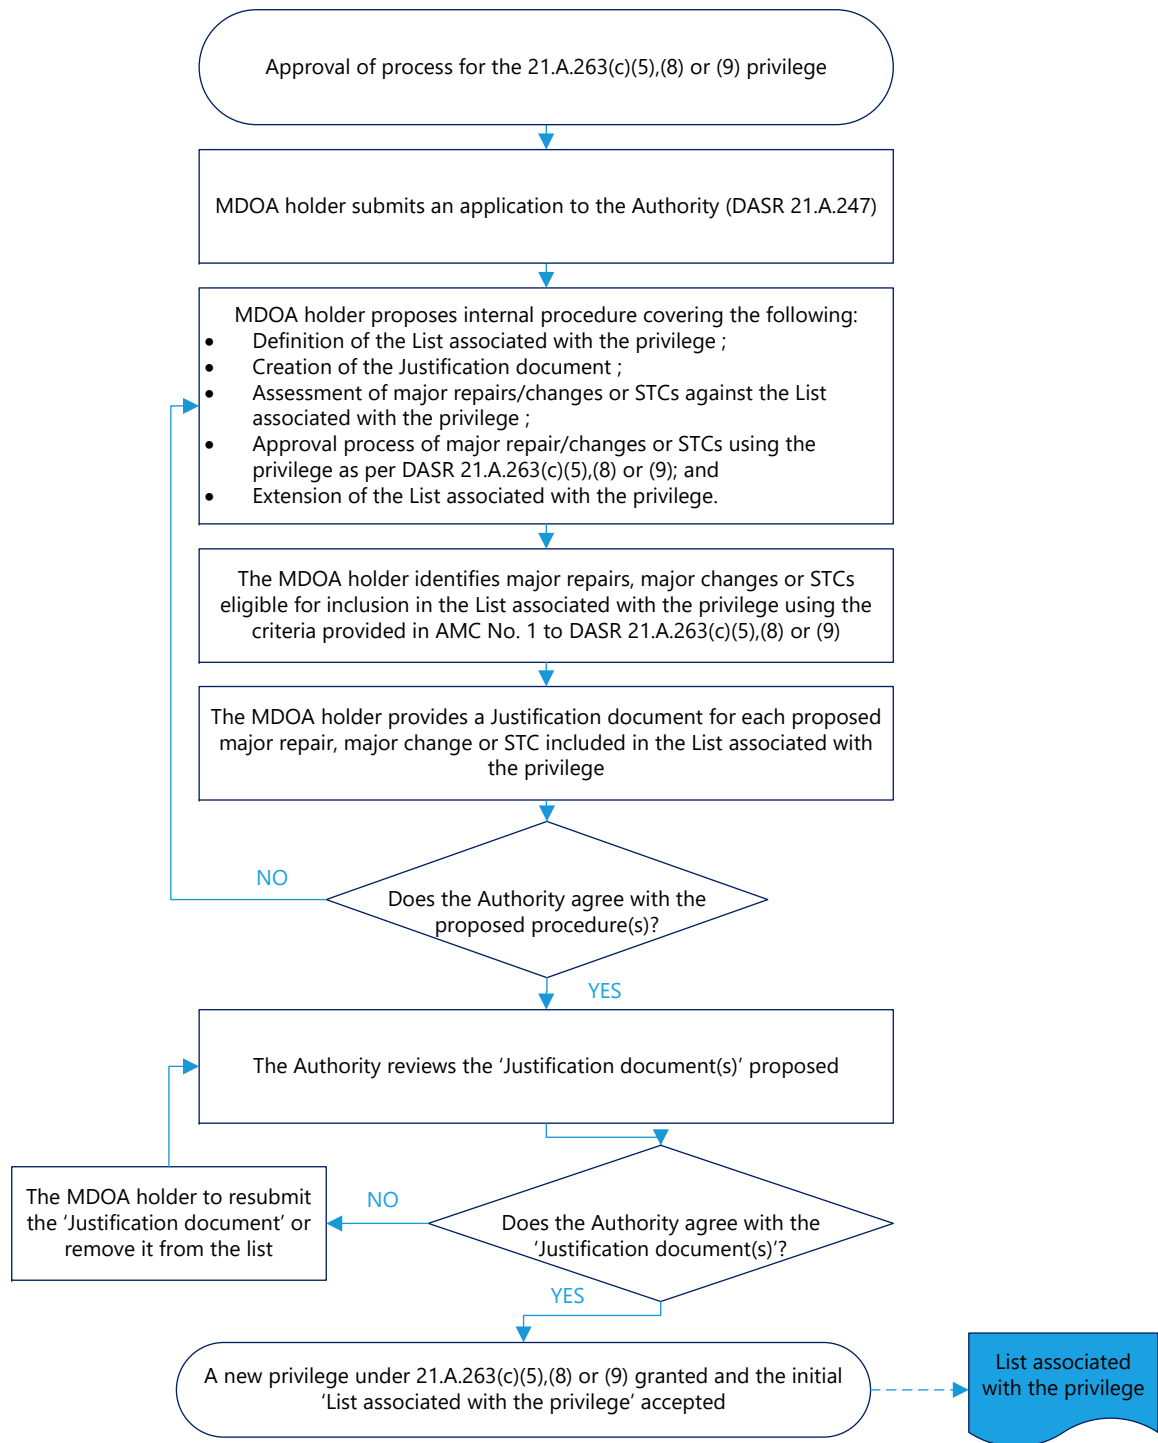 Approval of process for the 21.A.263(c)(5),(8) or (9) privilege
MDOA holder submits an application to the Authority (DASR 21.A.247)
MDOA holder proposes internal procedure covering the following:
• Definition of the List associated with the privilege ;
• Creation of the Justification document ;
• Assessment of major repairs/changes or STCs against the List
associated with the privilege ;
• Approval process of major repair/changes or STCs using the
privilege as per DASR 21.A.263(c)(5),(8) or (9); and
• Extension of the List associated with the privilege.
The MDOA holder identifies major repairs, major changes or STCs
eligible for inclusion in the List associated with the privilege using the
criteria provided in AMC No. 1 to DASR 21.A.263(c)(5),(8) or (9)
The MDOA holder provides a Justification document for each proposed
major repair, major change or STC included in the List associated with
the privilege
NO
Does the Authority agree with the
proposed procedure(s)?
YES
The Authority reviews the ‘Justification document(s)’ proposed
The MDOA holder to resubmit
the ‘Justification document’ or
remove it from the list
NO
Does the Authority agree with the
‘Justification document(s)’?
YES
A new privilege under 21.A.263(c)(5),(8) or (9) granted and the initial
‘List associated with the privilege’ accepted
List associated
with the privilege